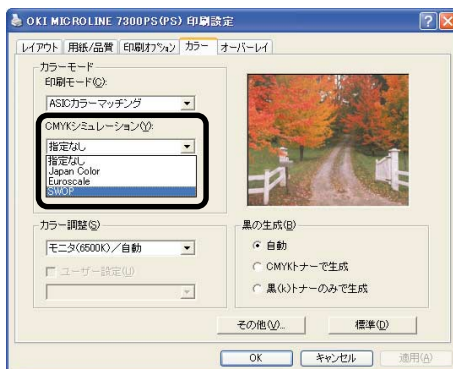 OKI MICROLINE 7300PS(PS) 印刷設定
レイアウト 用紙/品質 印刷オプション カラー オーバーレイ
カラーモード
印刷モード(C):
ASICカラーマッチング
CMYKシミュレーション(Y):
指定なし
指定なし
Japan Color
Euroscale
SWOP
カラー調整(S)
モニタ(6500K)/自動
ユーザー設定(U)
黒の生成(B)
自動
CMYKトナーで生成
黒(k)トナーのみで生成
その他(V)... 標準(D)
OK キャンセル 適用(A)